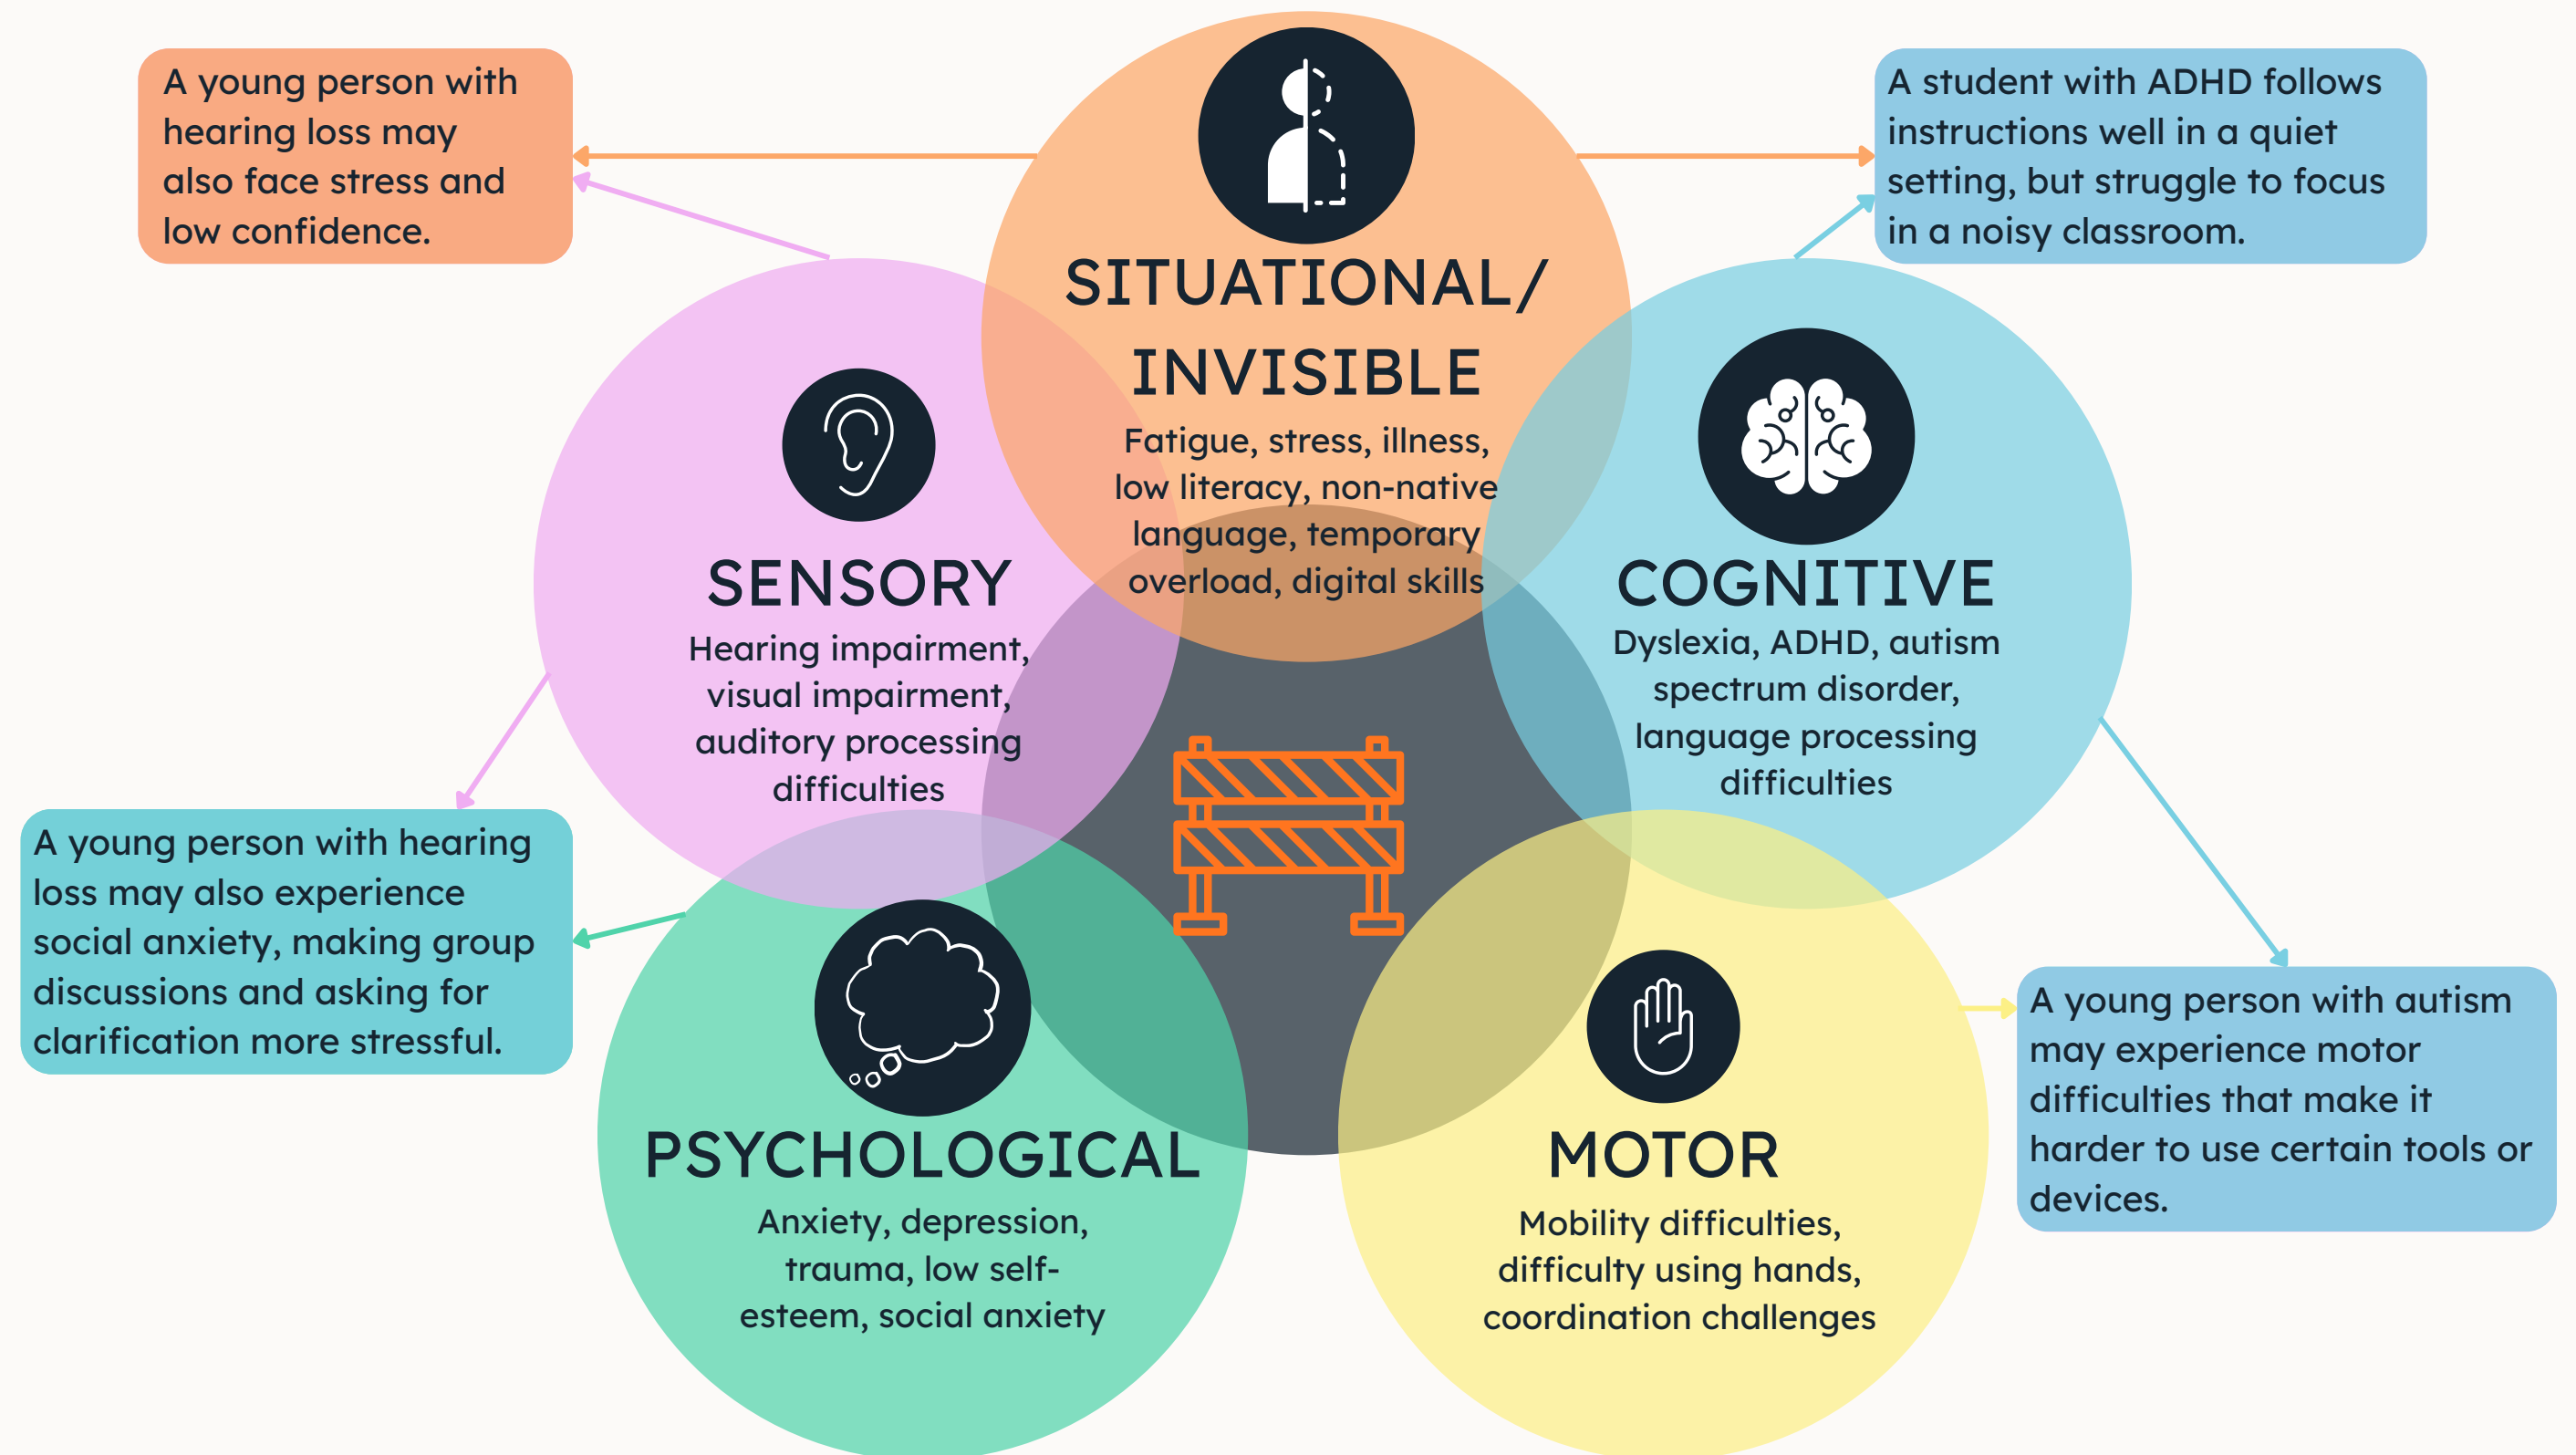 A young person with
hearing loss may
also face stress and
low confidence.
SITUATIONAL/
INVISIBLE
Fatigue, stress, illness,
low literacy, non-native
language, temporary
overload, digital skills
A student with ADHD follows
instructions well in a quiet
setting, but struggle to focus
in a noisy classroom.
SENSORY
Hearing impairment,
visual impairment,
auditory processing
difficulties
COGNITIVE
Dyslexia, ADHD, autism
spectrum disorder,
language processing
difficulties
A young person with hearing
loss may also experience
social anxiety, making group
discussions and asking for
clarification more stressful.
PSYCHOLOGICAL
Anxiety, depression,
trauma, low self-
esteem, social anxiety
MOTOR
Mobility difficulties,
difficulty using hands,
coordination challenges
A young person with autism
may experience motor
difficulties that make it
harder to use certain tools or
devices.